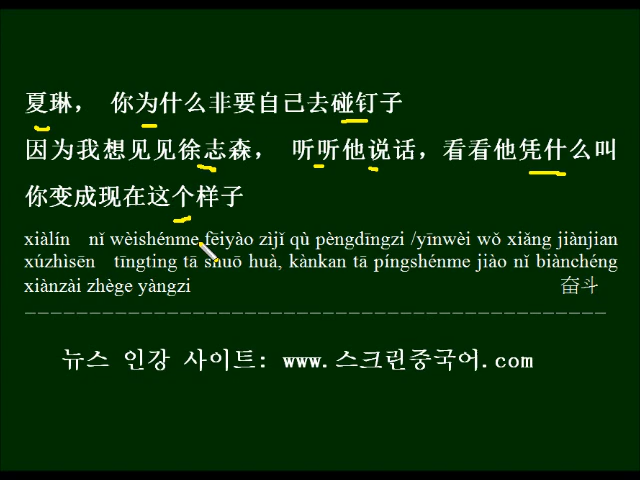 夏琳， 你为什么非要自己去碰钉子
因为我想见见徐志森， 听听他说话，看看他凭什么叫
你变成现在这个样子
xiàlín nǐ wèishénme fēiyào zìjǐ qù pèngdīngzi /yīnwèi wǒ xiǎng jiànjian
xúzhìsēn tīngting tā shuō huà, kànkan tā píngshénme jiào nǐ biànchéng
xiànzài zhège yàngzi 奋斗
뉴스 인강 사이트: www.스크린중국어.com